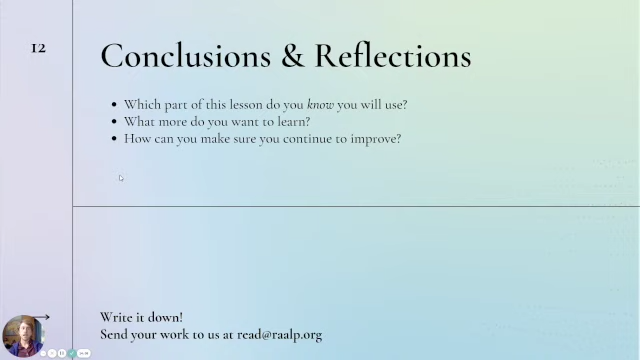 12
Conclusions & Reflections
• Which part of this lesson do you know you will use?
• What more do you want to learn?
• How can you make sure you continue to improve?
Write it down!
Send your work to us at read@raalp.org